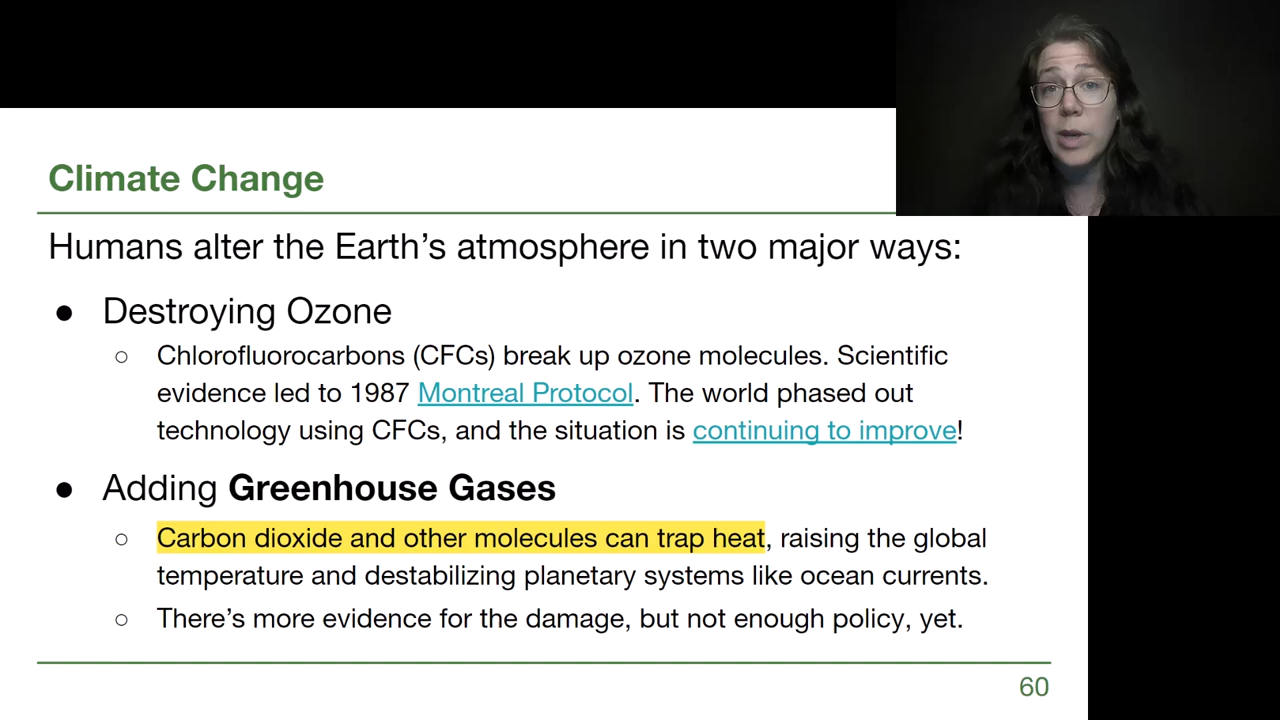 Climate Change
Humans alter the Earth’s atmosphere in two major ways:
● Destroying Ozone
○ Chlorofluorocarbons (CFCs) break up ozone molecules. Scientific
evidence led to 1987 Montreal Protocol. The world phased out
technology using CFCs, and the situation is continuing to improve!
● Adding Greenhouse Gases
○ Carbon dioxide and other molecules can trap heat, raising the global
temperature and destabilizing planetary systems like ocean currents.
○ There’s more evidence for the damage, but not enough policy, yet.
60